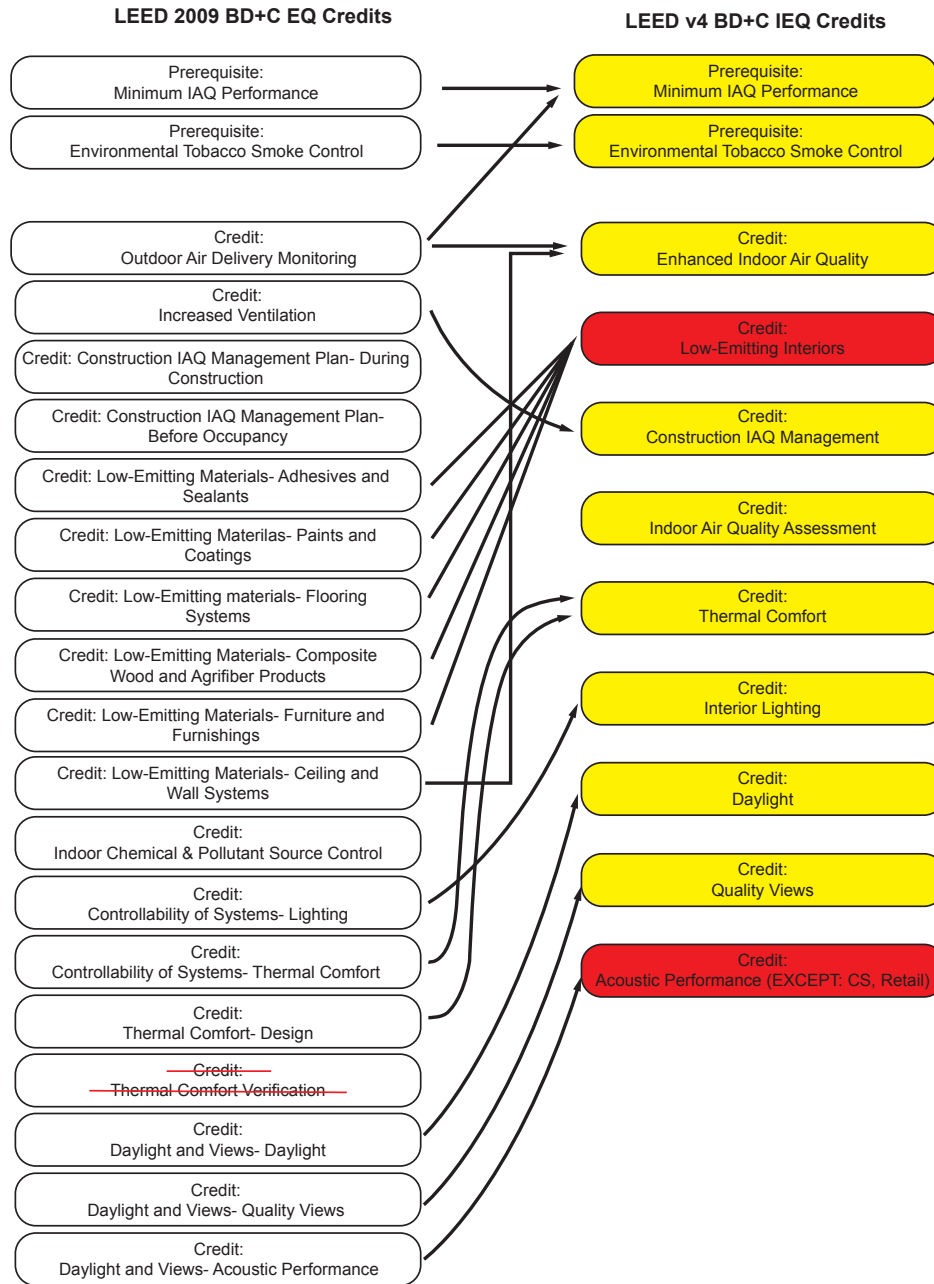 LEED 2009 BD+C EQ Credits
Prerequisite:
Minimum IAQ Performance
Prerequisite:
Environmental Tobacco Smoke Control
Credit:
Outdoor Air Delivery Monitoring
Credit:
Increased Ventilation
Credit: Construction IAQ Management Plan- During
Construction
Credit: Construction IAQ Management Plan-
Before Occupancy
Credit: Low-Emitting Materials- Adhesives and
Sealants
Credit: Low-Emitting Materilas- Paints and
Coatings
Credit: Low-Emitting materials- Flooring
Systems
Credit: Low-Emitting Materials- Composite
Wood and Agrifiber Products
Credit: Low-Emitting Materials- Furniture and
Furnishings
Credit: Low-Emitting Materials- Ceiling and
Wall Systems
Credit:
Indoor Chemical & Pollutant Source Control
Credit:
Controllability of Systems- Lighting
Credit:
Controllability of Systems- Thermal Comfort
Credit:
Thermal Comfort- Design
Credit:
Thermal Comfort Verification
Credit:
Daylight and Views- Daylight
Credit:
Daylight and Views- Quality Views
Credit:
Daylight and Views- Acoustic Performance
LEED v4 BD+C IEQ Credits
Prerequisite:
Minimum IAQ Performance
Prerequisite:
Environmental Tobacco Smoke Control
Credit:
Enhanced Indoor Air Quality
Credit:
Low-Emitting Interiors
Credit:
Construction IAQ Management
Credit:
Indoor Air Quality Assessment
Credit:
Thermal Comfort
Credit:
Interior Lighting
Credit:
Daylight
Credit:
Quality Views
Credit:
Acoustic Performance (EXCEPT: CS, Retail)